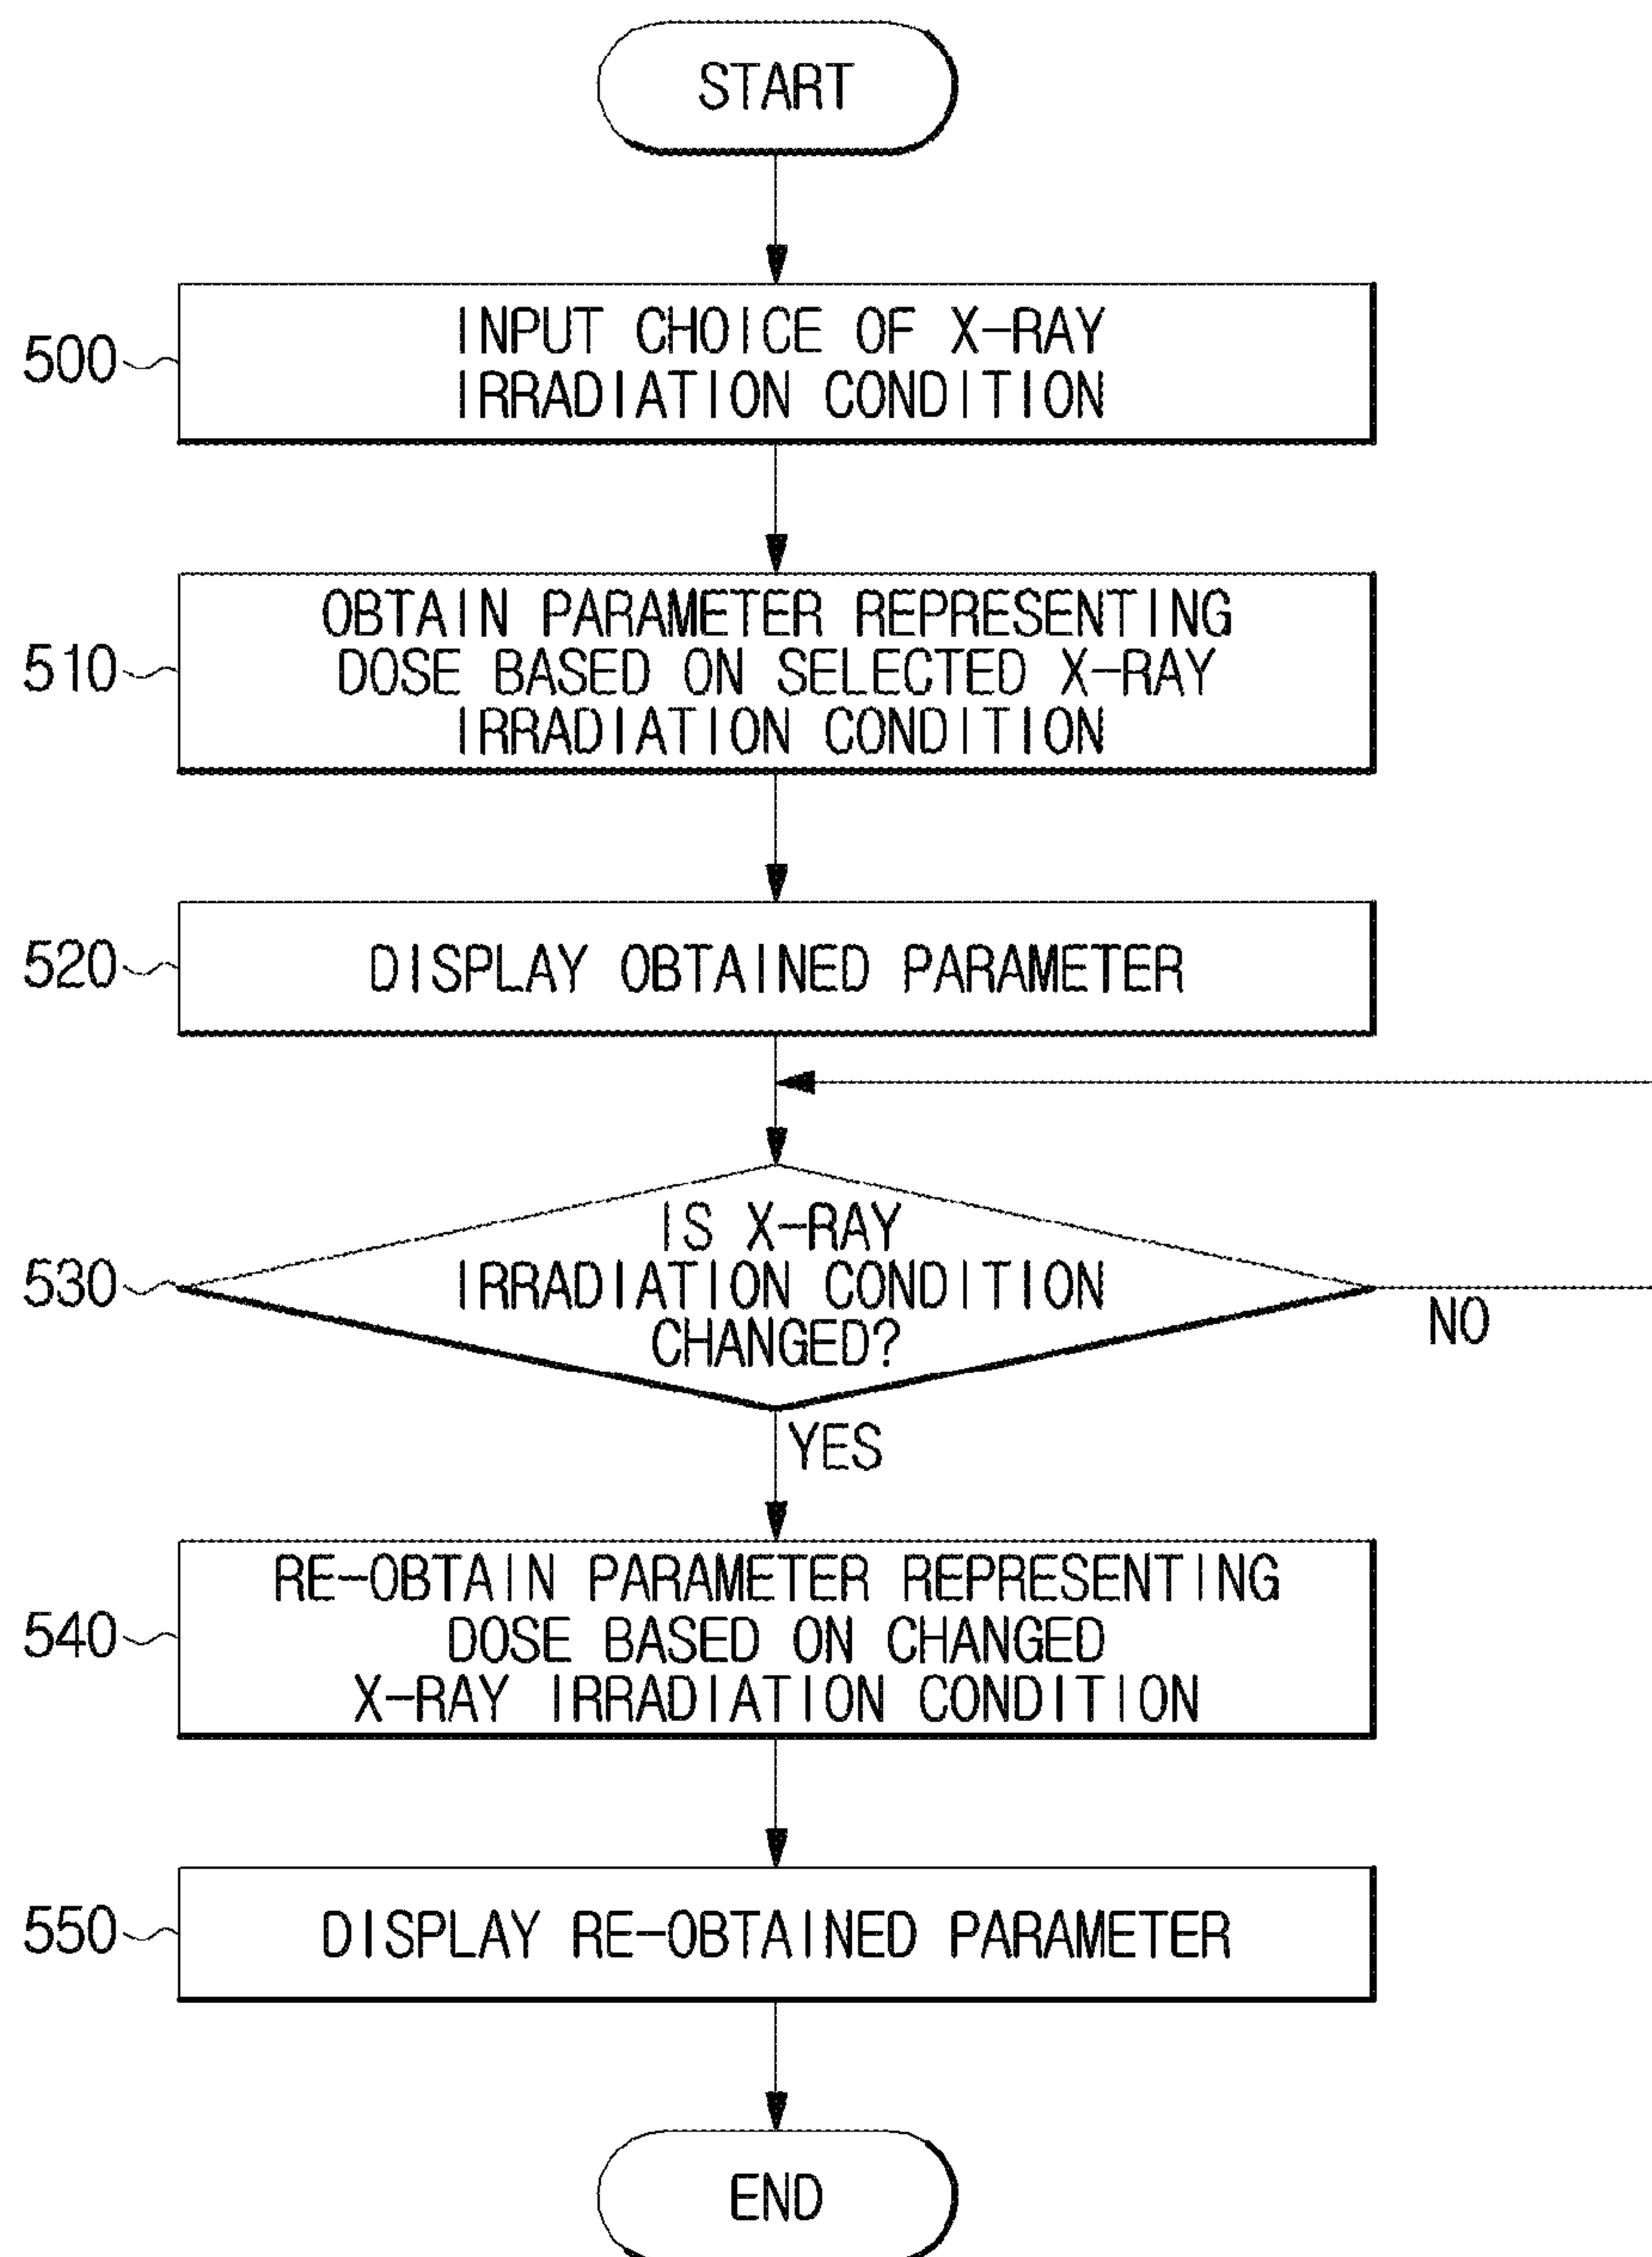 START
500
INPUT CHOICE OF X-RAY
IRRADIATION CONDITION
510
OBTAIN PARAMETER REPRESENTING
DOSE BASED ON SELECTED X-RAY
IRRADIATION CONDITION
520
DISPLAY OBTAINED PARAMETER
530
IS X-RAY
IRRADIATION CONDITION
CHANGED?
NO
YES
540
RE-OBTAIN PARAMETER REPRESENTING
DOSE BASED ON CHANGED
X-RAY IRRADIATION CONDITION
550
DISPLAY RE-OBTAINED PARAMETER
END